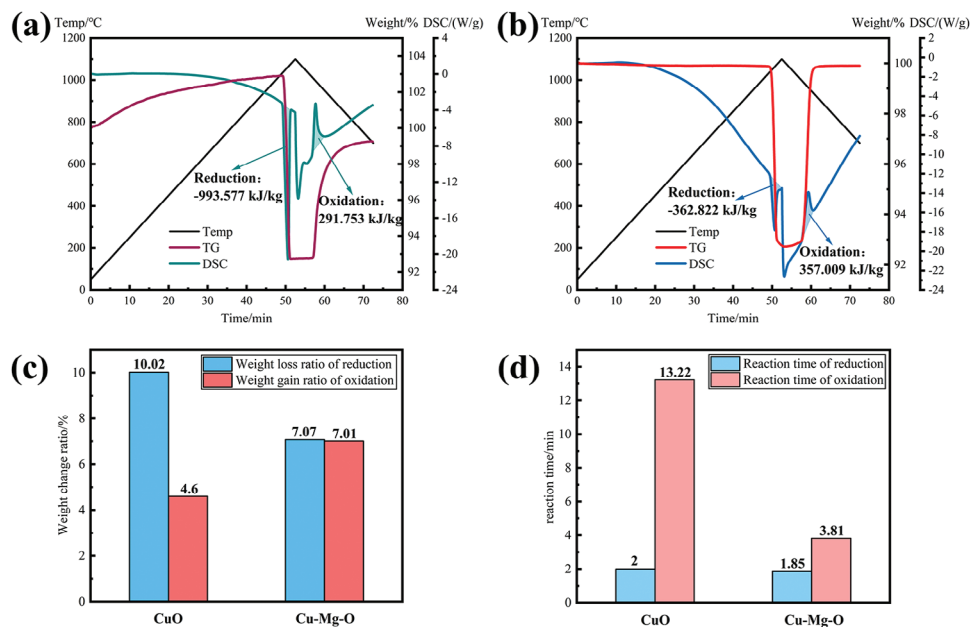 (a)
Temp/°C
Weight/% DSC/(W/g)
1200
1000
800
600
400
200
0
104
102
100
98
96
94
92
4
0
-4
-8
-12
-16
-20
-24
Reduction:
-993.577 kJ/kg
Oxidation:
291.753 kJ/kg
Temp
TG
DSC
0 10 20 30 40 50 60 70 80
Time/min
(b)
Temp/°C
Weight/% DSC/(W/g)
1200
1000
800
600
400
200
0
100
98
96
94
92
2
0
-2
-4
-6
-8
-10
-12
-14
-16
-18
-20
-22
-24
Reduction:
-362.822 kJ/kg
Oxidation:
357.009 kJ/kg
Temp
TG
DSC
0 10 20 30 40 50 60 70 80
Time/min
(c)
Weight change ratio/%
10
8
6
4
2
0
Weight loss ratio of reduction
Weight gain ratio of oxidation
10.02
4.6
7.07
7.01
CuO
Cu-Mg-O
(d)
reaction time/min
14
12
10
8
6
4
2
0
Reaction time of reduction
Reaction time of oxidation
2
13.22
1.85
3.81
CuO
Cu-Mg-O